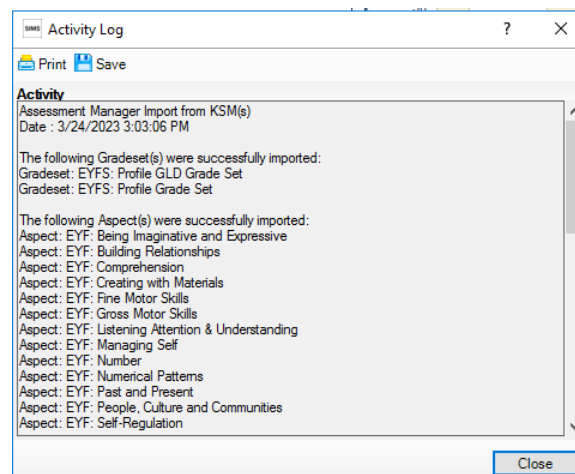 SIMS Activity Log ?
Print Save
Activity
Assessment Manager Import from KSM(s)
Date : 3/24/2023 3:03:06 PM
The following Gradeset(s) were successfully imported:
Gradeset: EYFS: Profile GLD Grade Set
Gradeset: EYFS: Profile Grade Set
The following Aspect(s) were successfully imported:
Aspect: EYF: Being Imaginative and Expressive
Aspect: EYF: Building Relationships
Aspect: EYF: Comprehension
Aspect: EYF: Creating with Materials
Aspect: EYF: Fine Motor Skills
Aspect: EYF: Gross Motor Skills
Aspect: EYF: Listening Attention & Understanding
Aspect: EYF: Managing Self
Aspect: EYF: Number
Aspect: EYF: Numerical Patterns
Aspect: EYF: Past and Present
Aspect: EYF: People, Culture and Communities
Aspect: EYF: Self-Regulation
Close